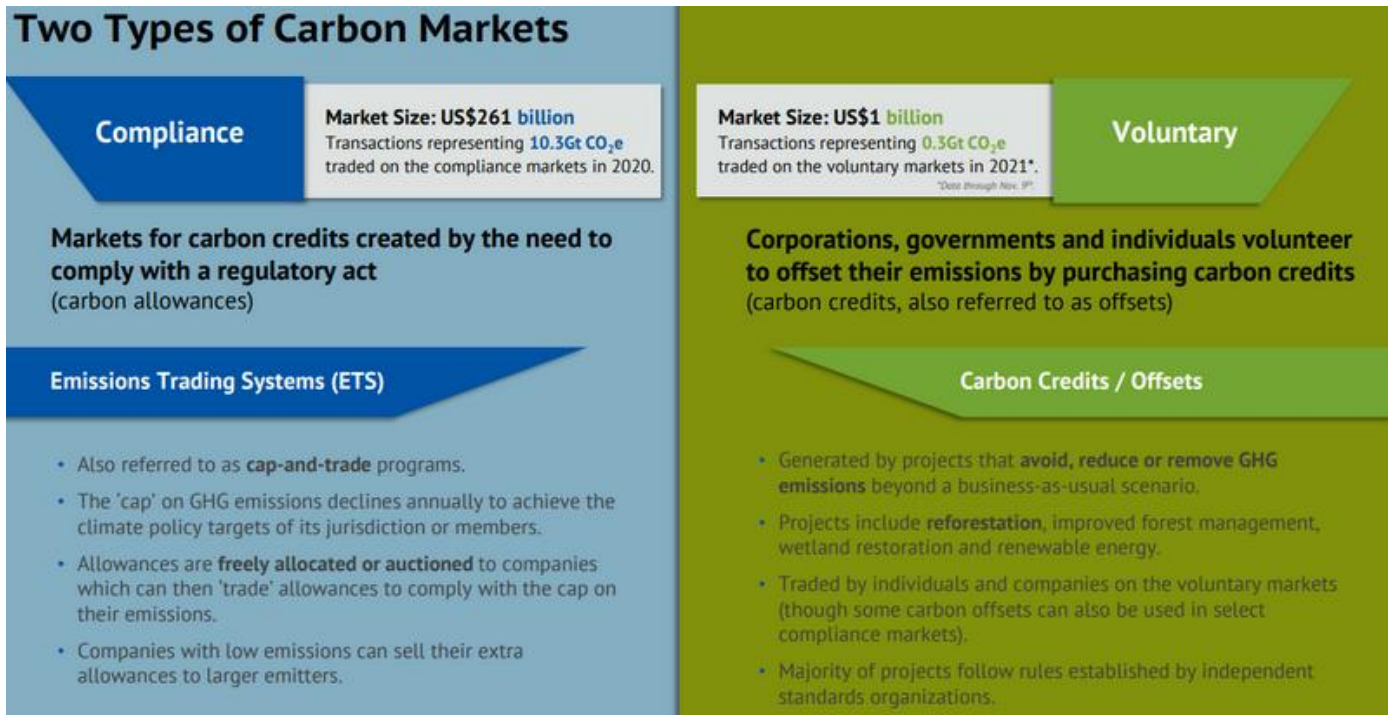 Two Types of Carbon Markets
Compliance
Market Size: US$261 billion
Transactions representing 10.3Gt CO₂e
traded on the compliance markets in 2020.
Markets for carbon credits created by the need to
comply with a regulatory act
(carbon allowances)
Emissions Trading Systems (ETS)
• Also referred to as cap-and-trade programs.
• The 'cap' on GHG emissions declines annually to achieve the
climate policy targets of its jurisdiction or members.
• Allowances are freely allocated or auctioned to companies
which can then 'trade' allowances to comply with the cap on
their emissions.
• Companies with low emissions can sell their extra
allowances to larger emitters.
Market Size: US$1 billion
Transactions representing 0.3Gt CO₂e
traded on the voluntary markets in 2021*.
*Data through Nov. 9th.
Voluntary
Corporations, governments and individuals volunteer
to offset their emissions by purchasing carbon credits
(carbon credits, also referred to as offsets)
Carbon Credits / Offsets
• Generated by projects that avoid, reduce or remove GHG
emissions beyond a business-as-usual scenario.
• Projects include reforestation, improved forest management,
wetland restoration and renewable energy.
• Traded by individuals and companies on the voluntary markets
(though some carbon offsets can also be used in select
compliance markets).
• Majority of projects follow rules established by independent
standards organizations.